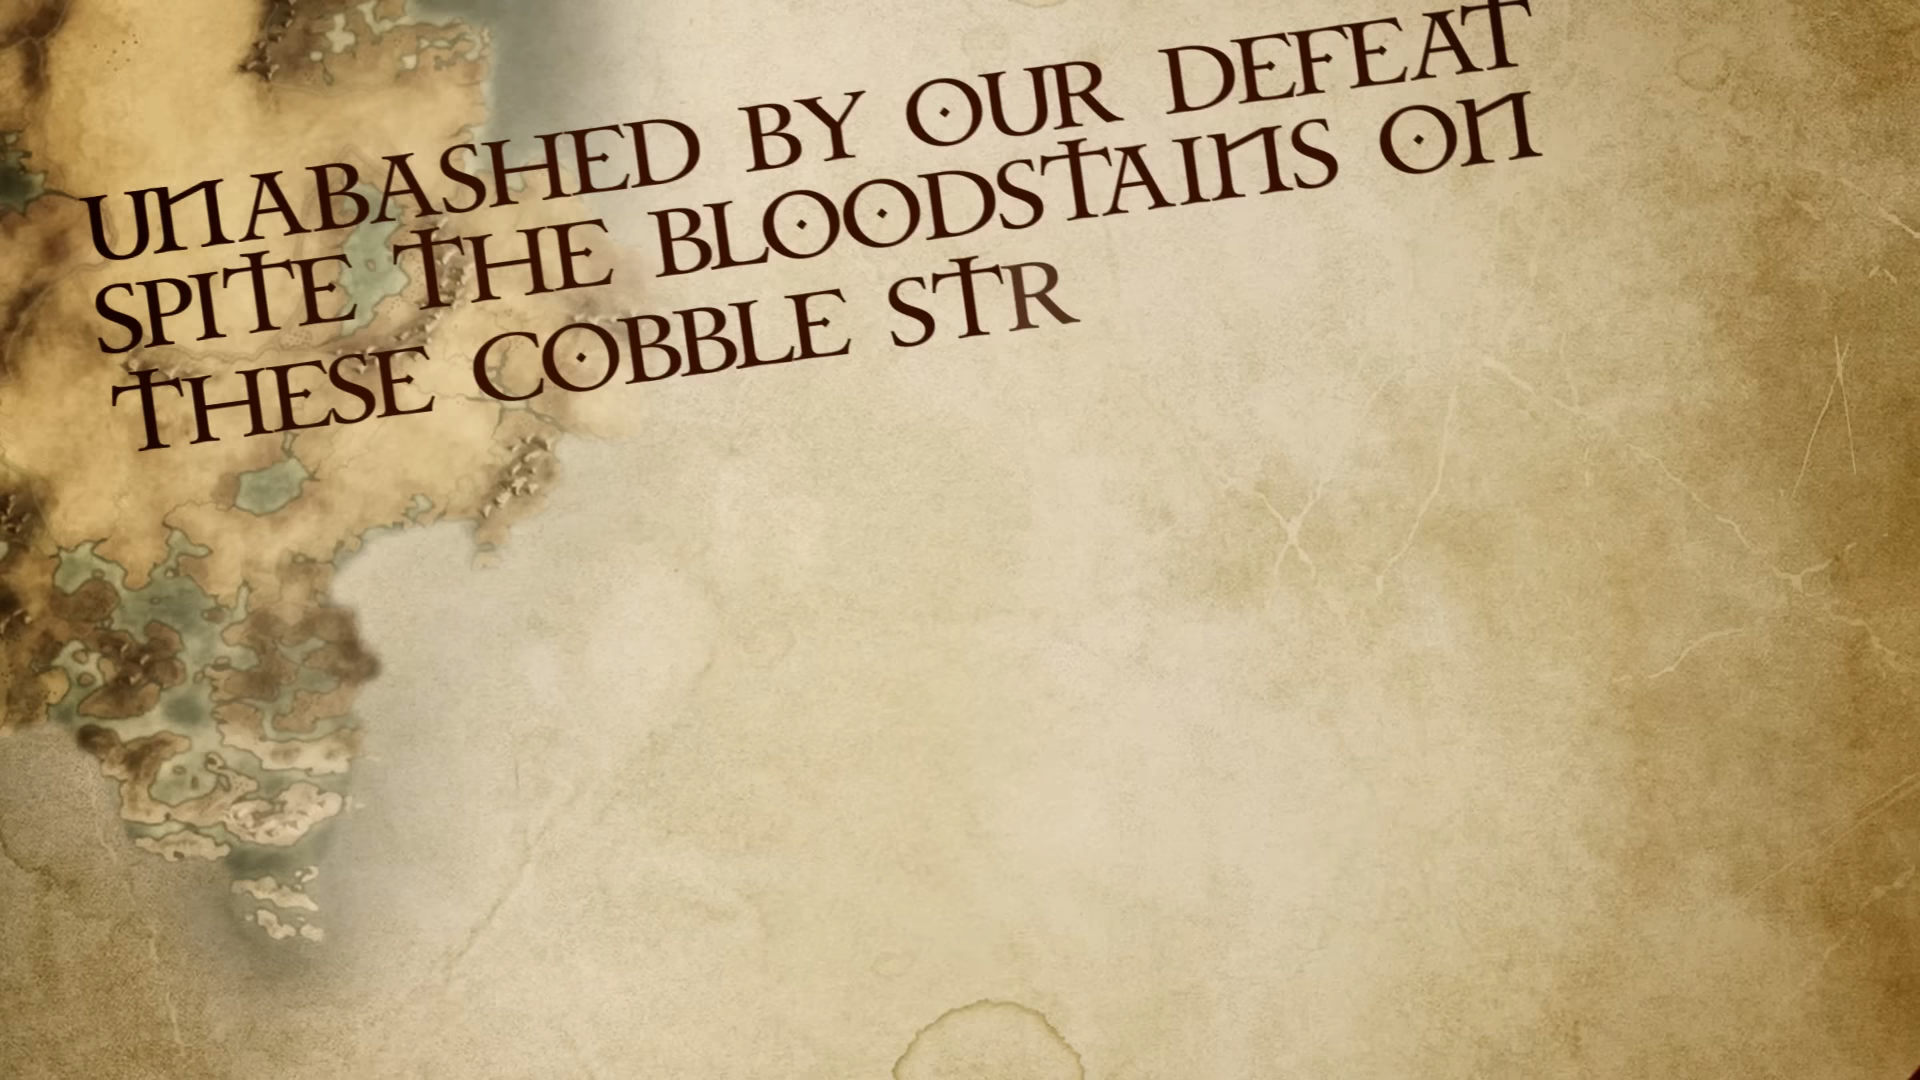 UNABASHED BY OUR DEFEAT
SPITE THE BLOODSTAINS ON
THESE COBBLE STR